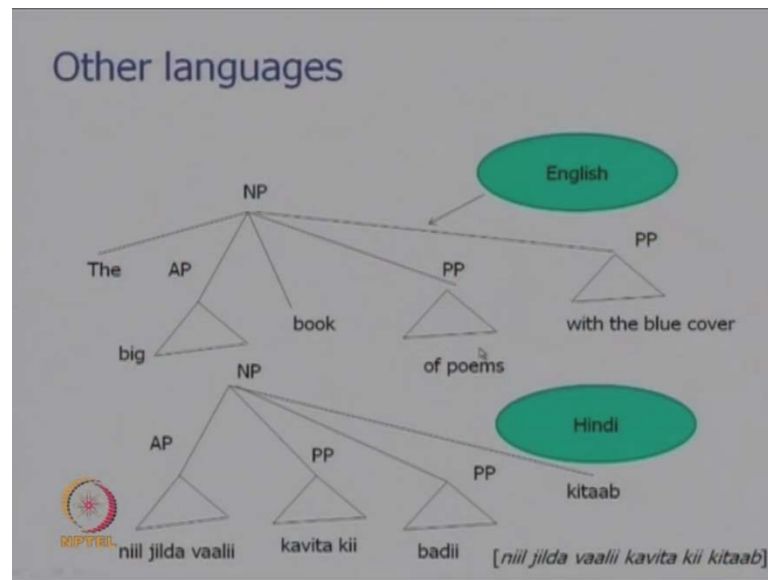 Other languages
English
NP
PP
The AP
PP
book
with the blue cover
big
of poems
NP
Hindi
AP
PP
PP
kitaab
NPTEL
niil jilda vaalii kavita kii badii
[niil jilda vaalii kavita kii kitaab]